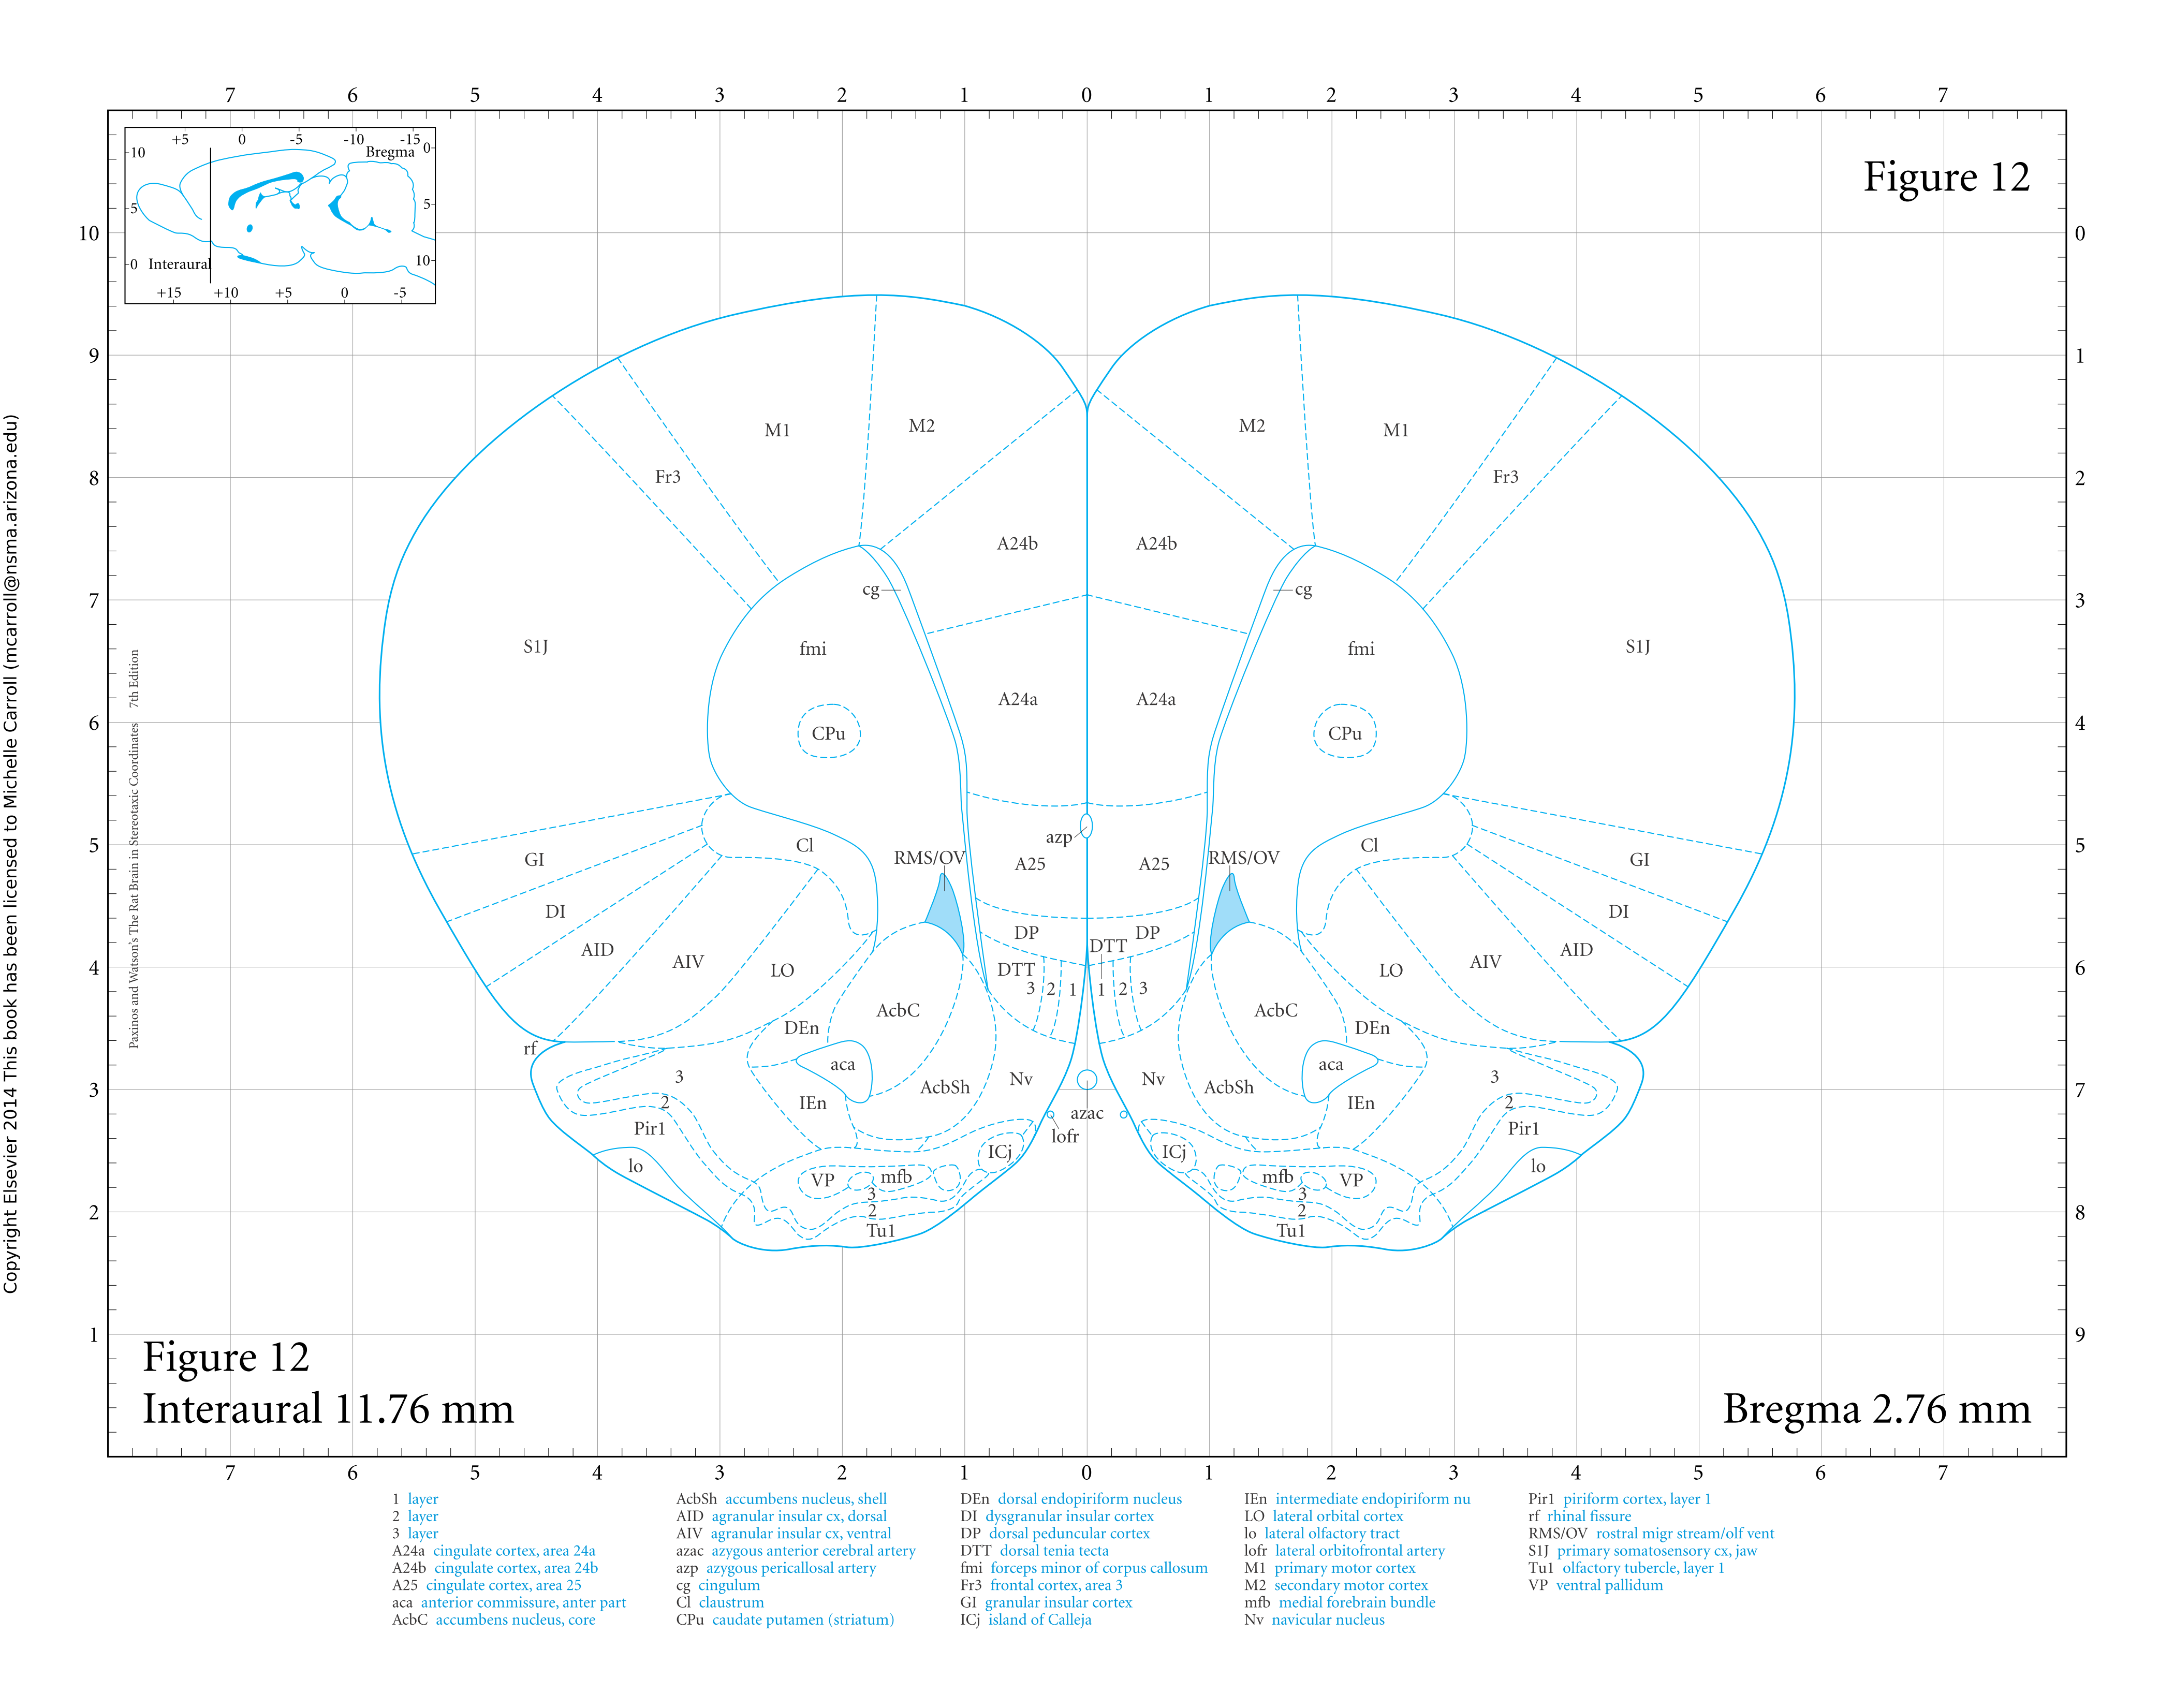 7 6 5 4 3 2 1 0 1 2 3 4 5 6 7
+5 0 -5 -10 -15
Bregma 0
10
5 5
0 Interaural 10
+15 +10 +5 0 -5
Figure 12
10 0
9 1
8 2
7 3
6 4
5 5
4 6
3 7
2 8
1 9
Copyright Elsevier 2014 This book has been licensed to Michelle Carroll (mcarroll@nsma.arizona.edu)
Paxinos and Watson's The Rat Brain in Stereotaxic Coordinates 7th Edition
M1 M2 M2 M1
Fr3 Fr3
A24b A24b
cg cg
S1J fmi fmi S1J
A24a A24a
CPu CPu
azp
Cl Cl
GI RMS/OV A25 A25 RMS/OV GI
DI DI
DP DTT DP
AID AIV LO DTT LO AIV AID
3 2 1 1 2 3
AcbC AcbC
DEn DEn
rf
aca aca
3 AcbSh Nv Nv AcbSh 3
2 IEn azac IEn 2
Pir1 lofr Pir1
ICj ICj
lo lo
VP mfb mfb VP
3 3
2 2
Tu1 Tu1
Figure 12
Interaural 11.76 mm
Bregma 2.76 mm
7 6 5 4 3 2 1 0 1 2 3 4 5 6 7
1 layer
2 layer
3 layer
A24a cingulate cortex, area 24a
A24b cingulate cortex, area 24b
A25 cingulate cortex, area 25
aca anterior commissure, anter part
AcbC accumbens nucleus, core
AcbSh accumbens nucleus, shell
AID agranular insular cx, dorsal
AIV agranular insular cx, ventral
azac azygous anterior cerebral artery
azp azygous pericallosal artery
cg cingulum
Cl claustrum
CPu caudate putamen (striatum)
DEn dorsal endopiriform nucleus
DI dysgranular insular cortex
DP dorsal peduncular cortex
DTT dorsal tenia tecta
fmi forceps minor of corpus callosum
Fr3 frontal cortex, area 3
GI granular insular cortex
ICj island of Calleja
IEn intermediate endopiriform nu
LO lateral orbital cortex
lo lateral olfactory tract
lofr lateral orbitofrontal artery
M1 primary motor cortex
M2 secondary motor cortex
mfb medial forebrain bundle
Nv navicular nucleus
Pir1 piriform cortex, layer 1
rf rhinal fissure
RMS/OV rostral migr stream/olf vent
S1J primary somatosensory cx, jaw
Tu1 olfactory tubercle, layer 1
VP ventral pallidum